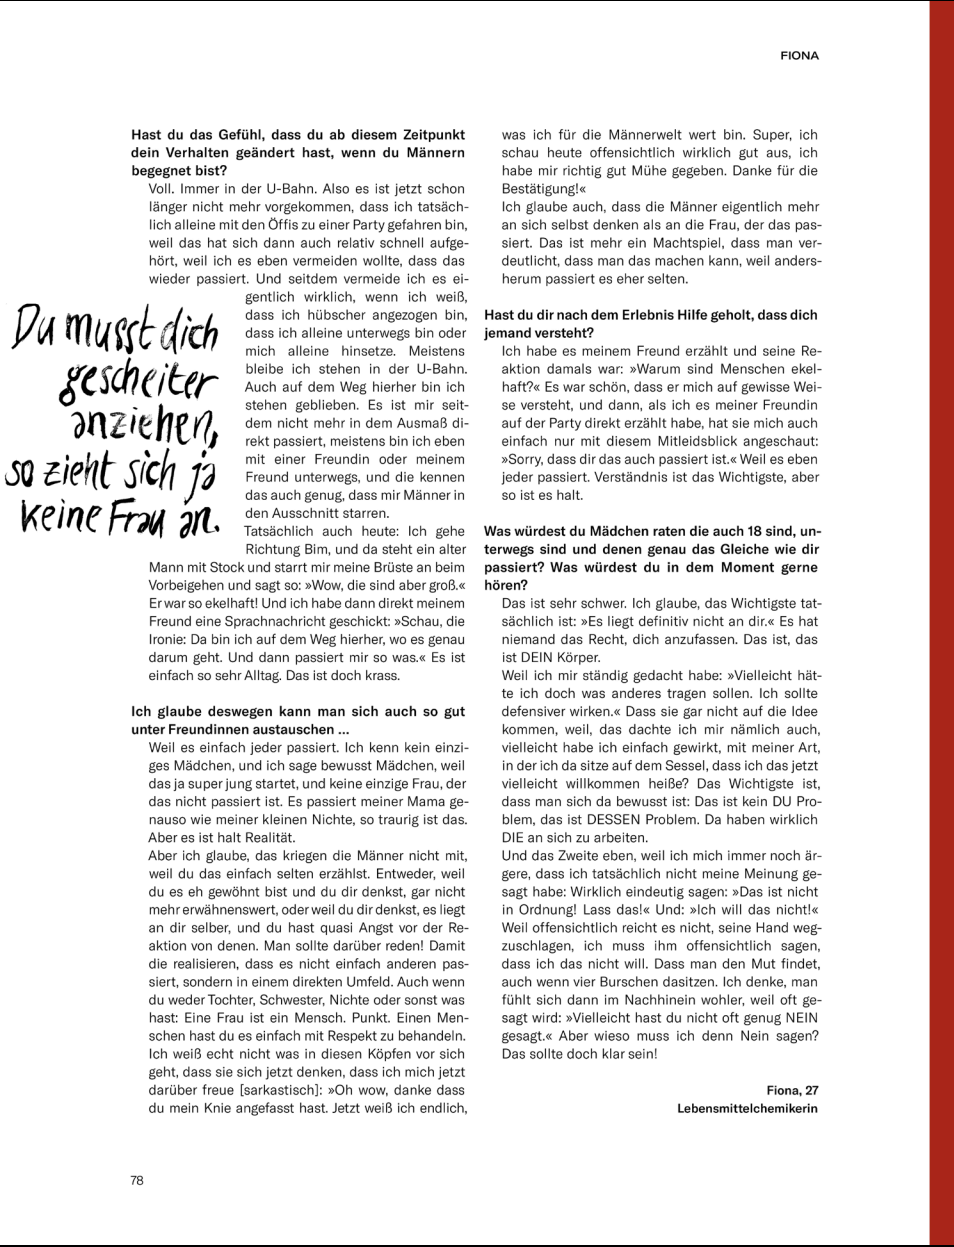 FIONA
Hast du das Gefühl, dass du ab diesem Zeitpunkt
dein Verhalten geändert hast, wenn du Männern
begegnet bist?
Voll. Immer in der U-Bahn. Also es ist jetzt schon
länger nicht mehr vorgekommen, dass ich tatsäch-
lich alleine mit den Öffis zu einer Party gefahren bin,
weil das hat sich dann auch relativ schnell aufge-
hört, weil ich es eben vermeiden wollte, dass das
wieder passiert. Und seitdem vermeide ich es ei-
gentlich wirklich, wenn ich weiß,
dass ich hübscher angezogen bin,
dass ich alleine unterwegs bin oder
mich alleine hinsetze. Meistens
bleibe ich stehen in der U-Bahn.
Auch auf dem Weg hierher bin ich
stehen geblieben. Es ist mir seit-
dem nicht mehr in dem Ausmaß di-
rekt passiert, meistens bin ich eben
mit einer Freundin oder meinem
Freund unterwegs, und die kennen
das auch genug, dass mir Männer in
den Ausschnitt starren.
Tatsächlich auch heute: Ich gehe
Richtung Bim, und da steht ein alter
Mann mit Stock und starrt mir meine Brüste an beim
Vorbeigehen und sagt so: »Wow, die sind aber groß.«
Er war so ekelhaft! Und ich habe dann direkt meinem
Freund eine Sprachnachricht geschickt: »Schau, die
Ironie: Da bin ich auf dem Weg hierher, wo es genau
darum geht. Und dann passiert mir so was.« Es ist
einfach so sehr Alltag. Das ist doch krass.
Du musst dich
gescheiter
anziehen,
so zieht sich ja
keine Frau an.
Ich glaube deswegen kann man sich auch so gut
unter Freundinnen austauschen ...
Weil es einfach jeder passiert. Ich kenn kein einzi-
ges Mädchen, und ich sage bewusst Mädchen, weil
das ja super jung startet, und keine einzige Frau, der
das nicht passiert ist. Es passiert meiner Mama ge-
nauso wie meiner kleinen Nichte, so traurig ist das.
Aber es ist halt Realität.
Aber ich glaube, das kriegen die Männer nicht mit,
weil du das einfach selten erzählst. Entweder, weil
du es eh gewöhnt bist und du dir denkst, gar nicht
mehr erwähnenswert, oder weil du dir denkst, es liegt
an dir selber, und du hast quasi Angst vor der Re-
aktion von denen. Man sollte darüber reden! Damit
die realisieren, dass es nicht einfach anderen pas-
siert, sondern in einem direkten Umfeld. Auch wenn
du weder Tochter, Schwester, Nichte oder sonst was
hast: Eine Frau ist ein Mensch. Punkt. Einen Men-
schen hast du es einfach mit Respekt zu behandeln.
Ich weiß echt nicht was in diesen Köpfen vor sich
geht, dass sie sich jetzt denken, dass ich mich jetzt
darüber freue [sarkastisch]: »Oh wow, danke dass
du mein Knie angefasst hast. Jetzt weiß ich endlich,
was ich für die Männerwelt wert bin. Super, ich
schau heute offensichtlich wirklich gut aus, ich
habe mir richtig gut Mühe gegeben. Danke für die
Bestätigung!«
Ich glaube auch, dass die Männer eigentlich mehr
an sich selbst denken als an die Frau, der das pas-
siert. Das ist mehr ein Machtspiel, dass man ver-
deutlicht, dass man das machen kann, weil anders-
herum passiert es eher selten.
Hast du dir nach dem Erlebnis Hilfe geholt, dass dich
jemand versteht?
Ich habe es meinem Freund erzählt und seine Re-
aktion damals war: »Warum sind Menschen ekel-
haft?« Es war schön, dass er mich auf gewisse Wei-
se versteht, und dann, als ich es meiner Freundin
auf der Party direkt erzählt habe, hat sie mich auch
einfach nur mit diesem Mitleidsblick angeschaut:
»Sorry, dass dir das auch passiert ist.« Weil es eben
jeder passiert. Verständnis ist das Wichtigste, aber
so ist es halt.
Was würdest du Mädchen raten die auch 18 sind, un-
terwegs sind und denen genau das Gleiche wie dir
passiert? Was würdest du in dem Moment gerne
hören?
Das ist sehr schwer. Ich glaube, das Wichtigste tat-
sächlich ist: »Es liegt definitiv nicht an dir.« Es hat
niemand das Recht, dich anzufassen. Das ist, das
ist DEIN Körper.
Weil ich mir ständig gedacht habe: »Vielleicht hät-
te ich doch was anderes tragen sollen. Ich sollte
defensiver wirken.« Dass sie gar nicht auf die Idee
kommen, weil, das dachte ich mir nämlich auch,
vielleicht habe ich einfach gewirkt, mit meiner Art,
in der ich da sitze auf dem Sessel, dass ich das jetzt
vielleicht willkommen heiße? Das Wichtigste ist,
dass man sich da bewusst ist: Das ist kein DU Pro-
blem, das ist DESSEN Problem. Da haben wirklich
DIE an sich zu arbeiten.
Und das Zweite eben, weil ich mich immer noch är-
gere, dass ich tatsächlich nicht meine Meinung ge-
sagt habe: Wirklich eindeutig sagen: »Das ist nicht
in Ordnung! Lass das!« Und: »Ich will das nicht!«
Weil offensichtlich reicht es nicht, seine Hand weg-
zuschlagen, ich muss ihm offensichtlich sagen,
dass ich das nicht will. Dass man den Mut findet,
auch wenn vier Burschen dasitzen. Ich denke, man
fühlt sich dann im Nachhinein wohler, weil oft ge-
sagt wird: »Vielleicht hast du nicht oft genug NEIN
gesagt.« Aber wieso muss ich denn Nein sagen?
Das sollte doch klar sein!
Fiona, 27
Lebensmittelchemikerin
78